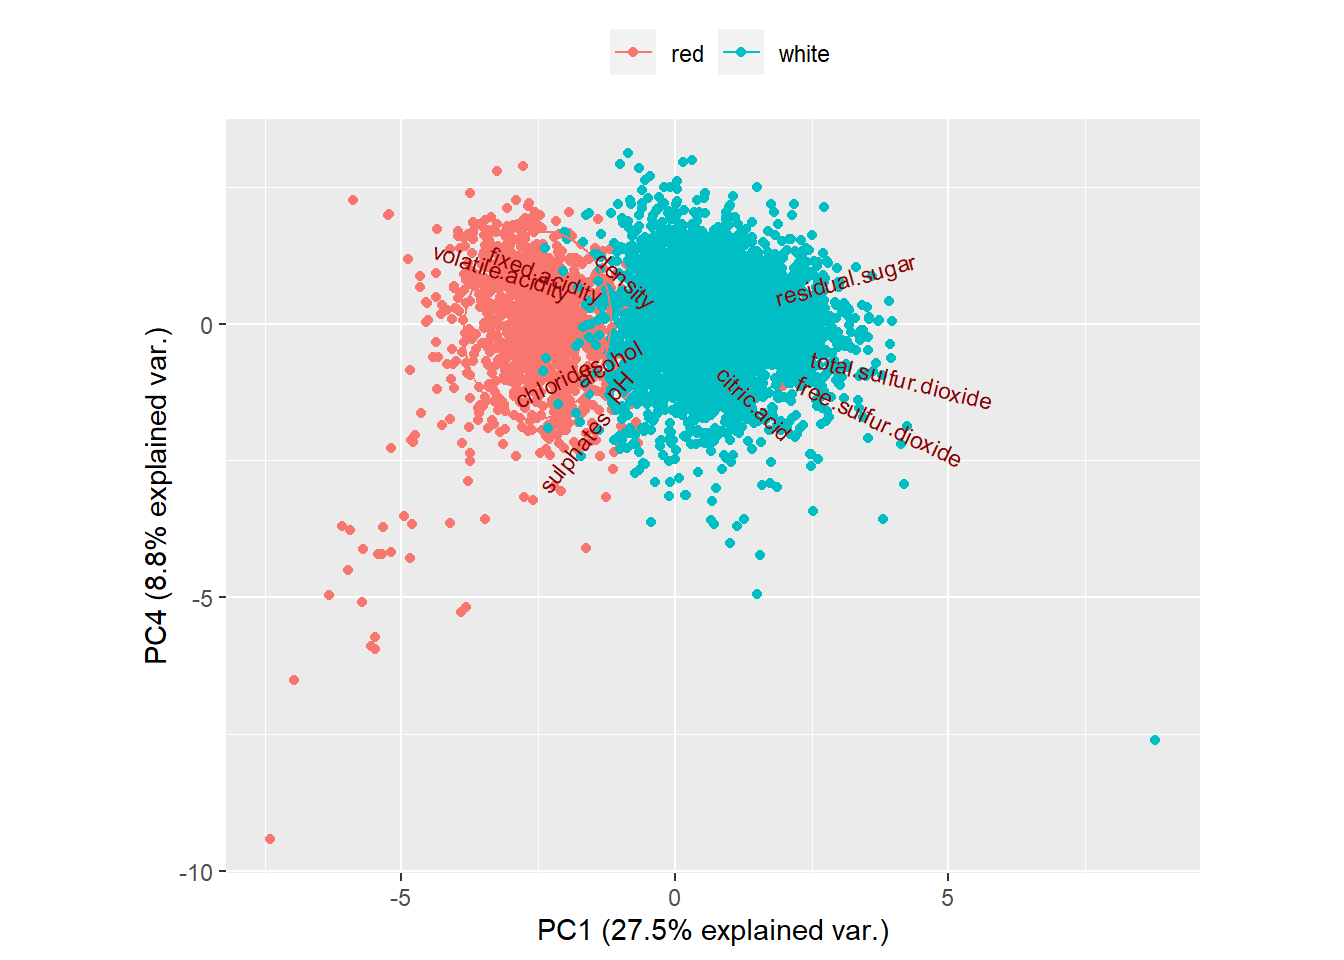 red white
volatile.acidity
fixed.acidity
density
residual.sugar
total.sulfur.dioxide
free.sulfur.dioxide
citric.acid
alcohol
chlorides
pH
sulphates
0
-5
-10
-5 0 5
PC1 (27.5% explained var.)
PC4 (8.8% explained var.)